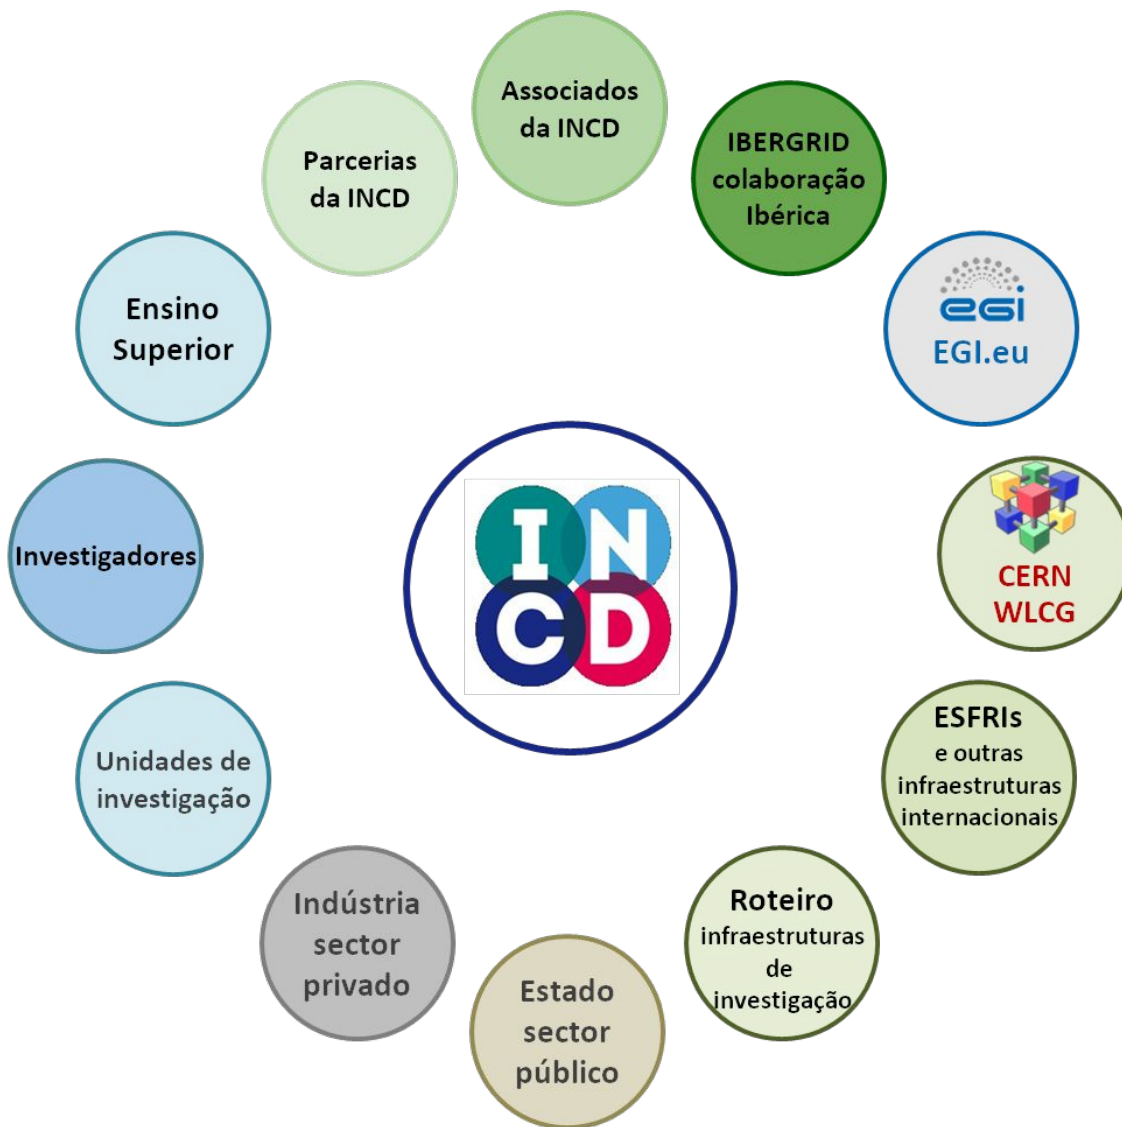 Associados
da INCD
IBERGRID
colaboração
Ibérica
Parcerias
da INCD
egi
EGI.eu
Ensino
Superior
CERN
WLCG
I N
C D
Investigadores
ESFRIs
e outras
infraestruturas
internacionais
Unidades de
investigação
Roteiro
infraestruturas
de
investigação
Indústria
sector
privado
Estado
sector
público